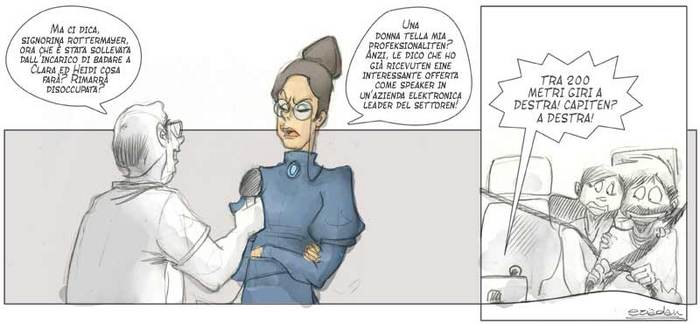 MA CI DICA,
SIGNORINA ROTTERMAYER,
ORA CHE È STATA SOLLEVATA
DALL'INCARICO DI BADARE A
CLARA ED HEIDI COSA
FARÀ? RIMARRÀ
DISOCCUPATA?
UNA
DONNA TELLA MIA
PROFEKSIONALITEN?
ANZI, LE DICO CHE HO
GIÀ RICEVUTEN EINE
INTERESSANTE OFFERTA
COME SPEAKER IN
UN'AZIENDA ELEKTRONICA
LEADER DEL SETTOREN!
TRA 200
METRI GIRI A
DESTRA! CAPITEN?
A DESTRA!
eradan